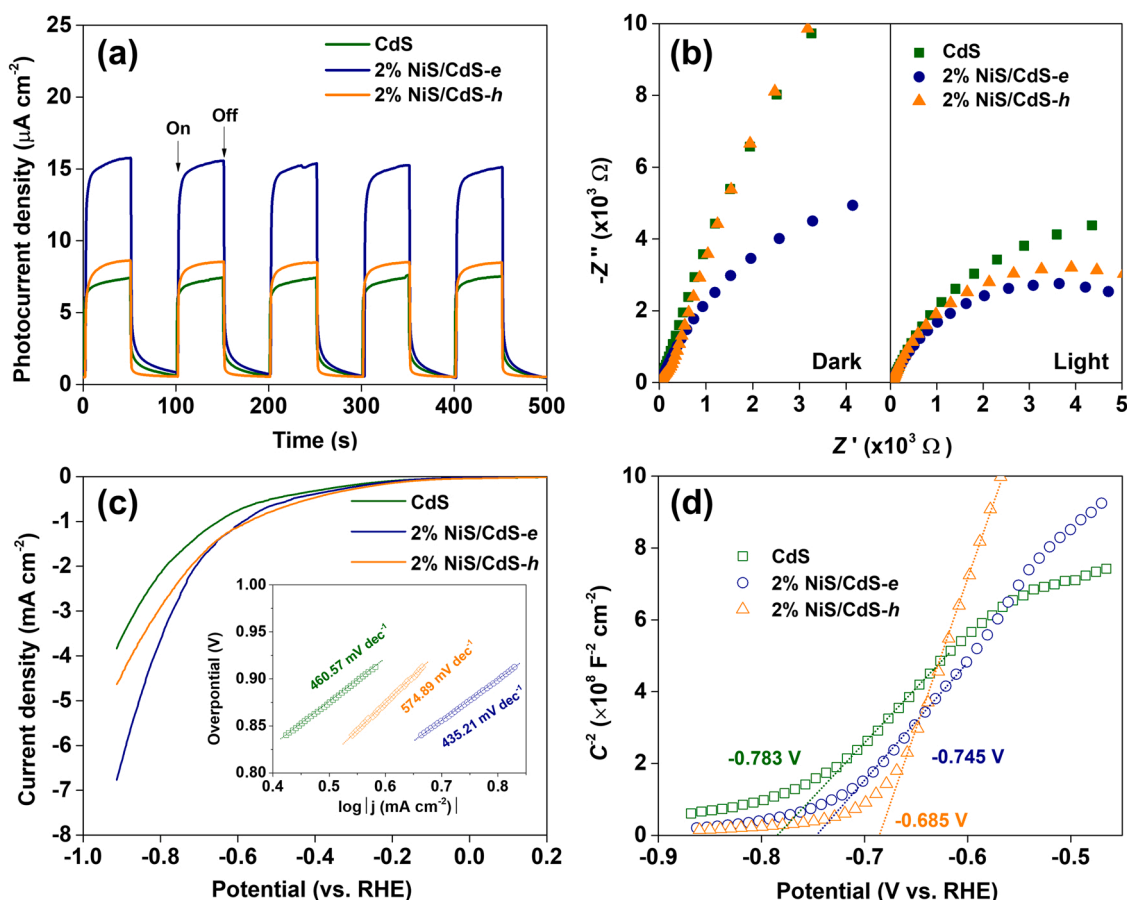 (a)
CdS
2% NiS/CdS-e
2% NiS/CdS-h
On
Off
25
20
15
10
5
0
0 100 200 300 400 500
Photocurrent density (μA cm⁻²)
Time (s)
(b)
CdS
2% NiS/CdS-e
2% NiS/CdS-h
Dark
Light
10
8
6
4
2
0
0 1 2 3 4 0 1 2 3 4 5
-Z'' (x10³ Ω)
Z' (x10³ Ω)
(c)
CdS
2% NiS/CdS-e
2% NiS/CdS-h
0
-1
-2
-3
-4
-5
-6
-7
-8
-1.0 -0.8 -0.6 -0.4 -0.2 0.0 0.2
Current density (mA cm⁻²)
Potential (vs. RHE)
1.00
0.95
0.90
0.85
0.80
0.4 0.5 0.6 0.7 0.8
Overpontial (V)
log|j (mA cm⁻²)|
460.57 mV dec⁻¹
574.89 mV dec⁻¹
435.21 mV dec⁻¹
(d)
CdS
2% NiS/CdS-e
2% NiS/CdS-h
-0.783 V
-0.745 V
-0.685 V
10
8
6
4
2
0
-0.9 -0.8 -0.7 -0.6 -0.5
C⁻² (×10⁸ F⁻² cm⁻²)
Potential (V vs. RHE)